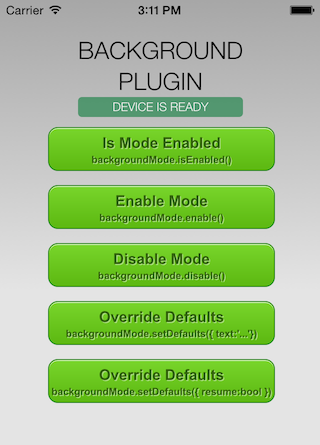 Carrier 3:11 PM
BACKGROUND
PLUGIN
DEVICE IS READY
Is Mode Enabled
backgroundMode.isEnabled()
Enable Mode
backgroundMode.enable()
Disable Mode
backgroundMode.disable()
Override Defaults
backgroundMode.setDefaults({ text:'...'})
Override Defaults
backgroundMode.setDefaults({ resume:bool })